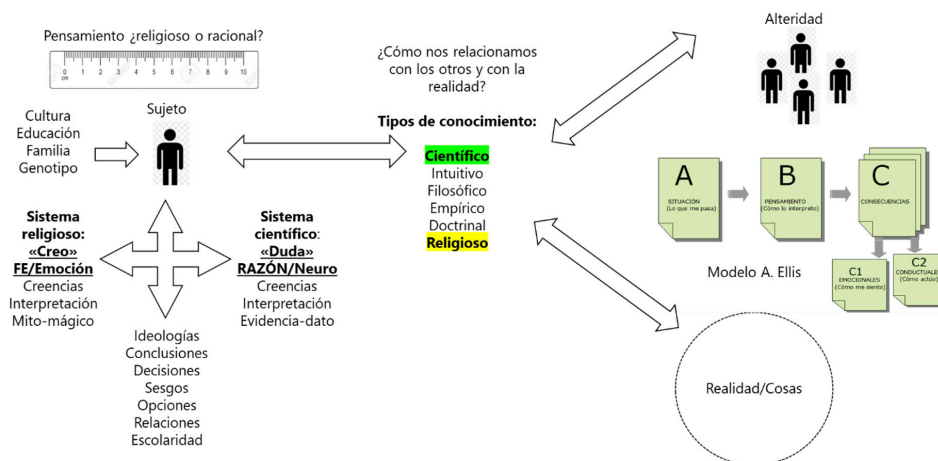 Pensamiento ¿religioso o racional?
0 1 2 3 4 5 6 7 8 9 10
cm
Sujeto
Cultura
Educación
Familia
Genotipo
Sistema
religioso:
«Creo»
FE/Emoción
Creencias
Interpretación
Mito-mágico
Sistema
científico:
«Duda»
RAZÓN/Neuro
Creencias
Interpretación
Evidencia-dato
Ideologías
Conclusiones
Decisiones
Sesgos
Opciones
Relaciones
Escolaridad
¿Cómo nos relacionamos
con los otros y con la
realidad?
Tipos de conocimiento:
Científico
Intuitivo
Filosófico
Empírico
Doctrinal
Religioso
Alteridad
A
SITUACIÓN
(Lo que me pasa)
B
PENSAMIENTO
(Cómo lo interpreto)
C
CONSECUENCIAS
C1
EMOCIONALES
(Cómo me siento)
C2
CONDUCTUALES
(Cómo actúo)
Modelo A. Ellis
Realidad/Cosas